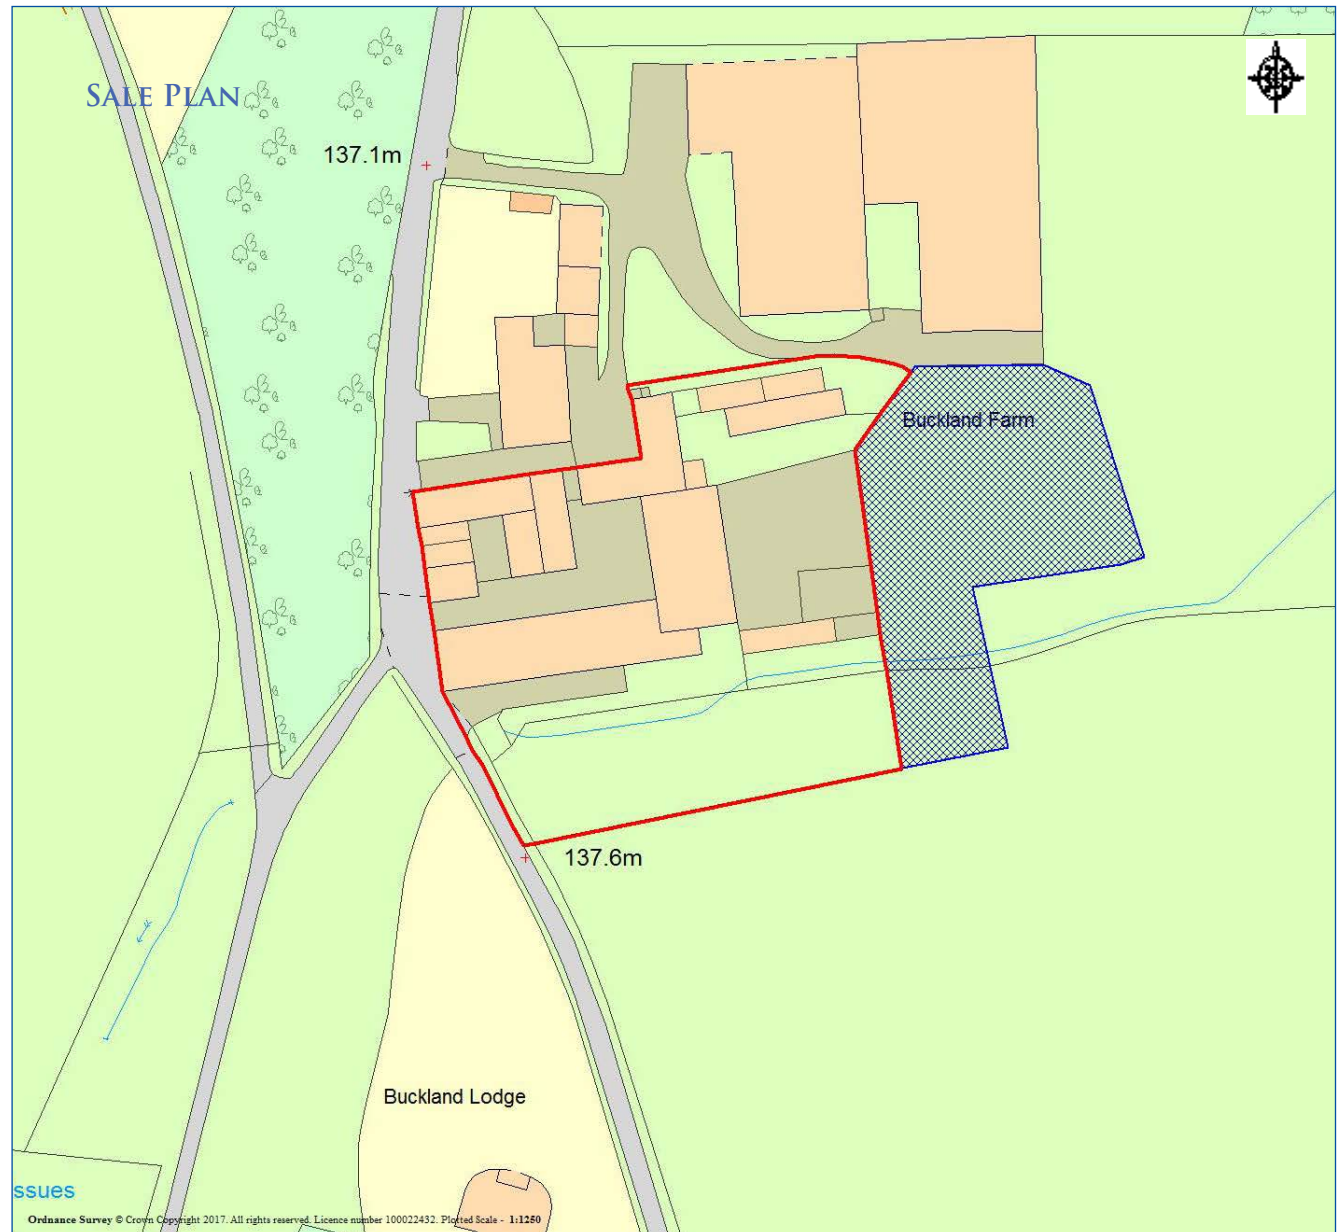 SALE PLAN
137.1m
Buckland Farm
137.6m
Buckland Lodge
ssues
Ordnance Survey © Crown Copyright 2017. All rights reserved. Licence number 100022432. Plotted Scale - 1:1250